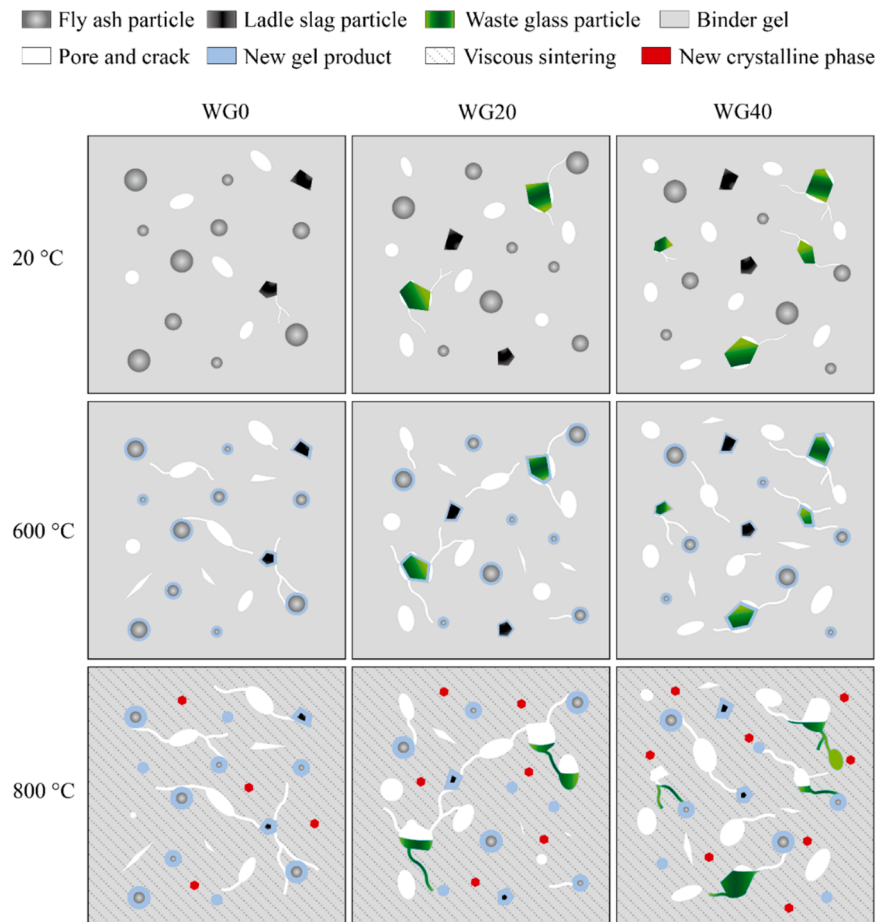 Fly ash particle Ladle slag particle Waste glass particle Binder gel
Pore and crack New gel product Viscous sintering New crystalline phase
WG0 WG20 WG40
20 °C
600 °C
800 °C